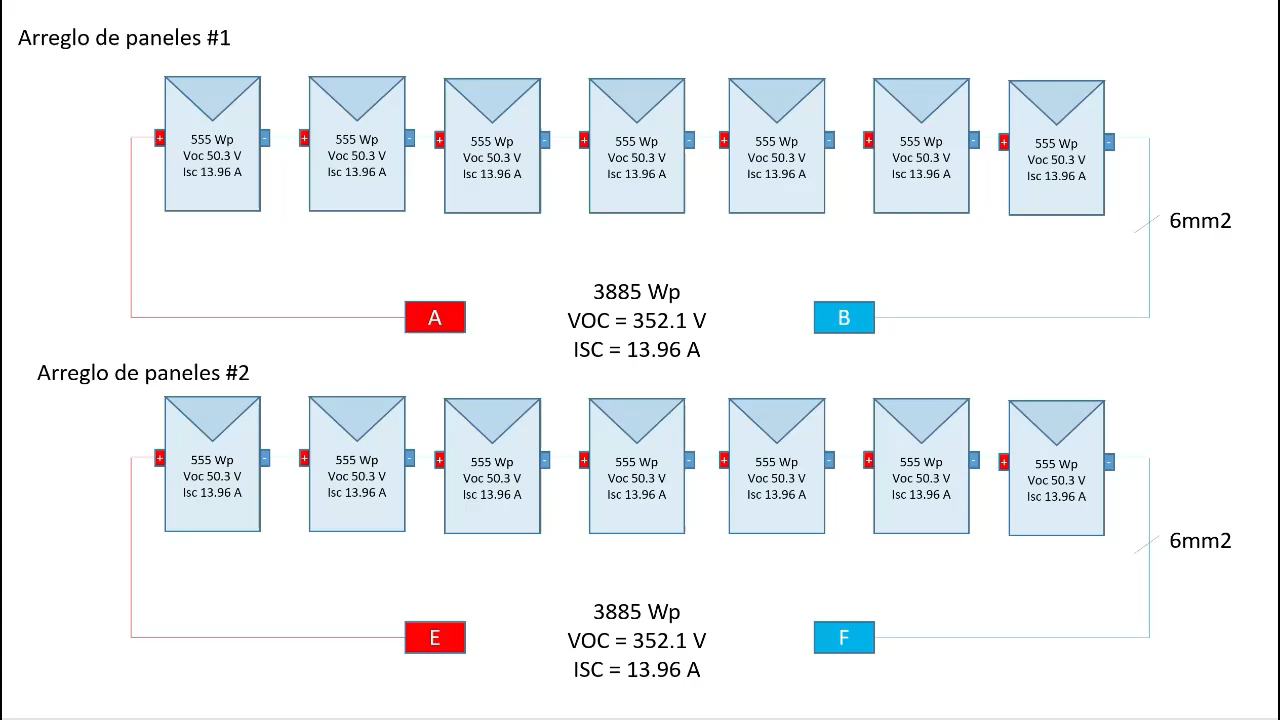 Arreglo de paneles #1
+ 555 Wp -
Voc 50.3 V
Isc 13.96 A
+ 555 Wp -
Voc 50.3 V
Isc 13.96 A
+ 555 Wp -
Voc 50.3 V
Isc 13.96 A
+ 555 Wp -
Voc 50.3 V
Isc 13.96 A
+ 555 Wp -
Voc 50.3 V
Isc 13.96 A
+ 555 Wp -
Voc 50.3 V
Isc 13.96 A
+ 555 Wp -
Voc 50.3 V
Isc 13.96 A
6mm2
A
3885 Wp
VOC = 352.1 V
ISC = 13.96 A
B
Arreglo de paneles #2
+ 555 Wp -
Voc 50.3 V
Isc 13.96 A
+ 555 Wp -
Voc 50.3 V
Isc 13.96 A
+ 555 Wp -
Voc 50.3 V
Isc 13.96 A
+ 555 Wp -
Voc 50.3 V
Isc 13.96 A
+ 555 Wp -
Voc 50.3 V
Isc 13.96 A
+ 555 Wp -
Voc 50.3 V
Isc 13.96 A
+ 555 Wp -
Voc 50.3 V
Isc 13.96 A
6mm2
E
3885 Wp
VOC = 352.1 V
ISC = 13.96 A
F